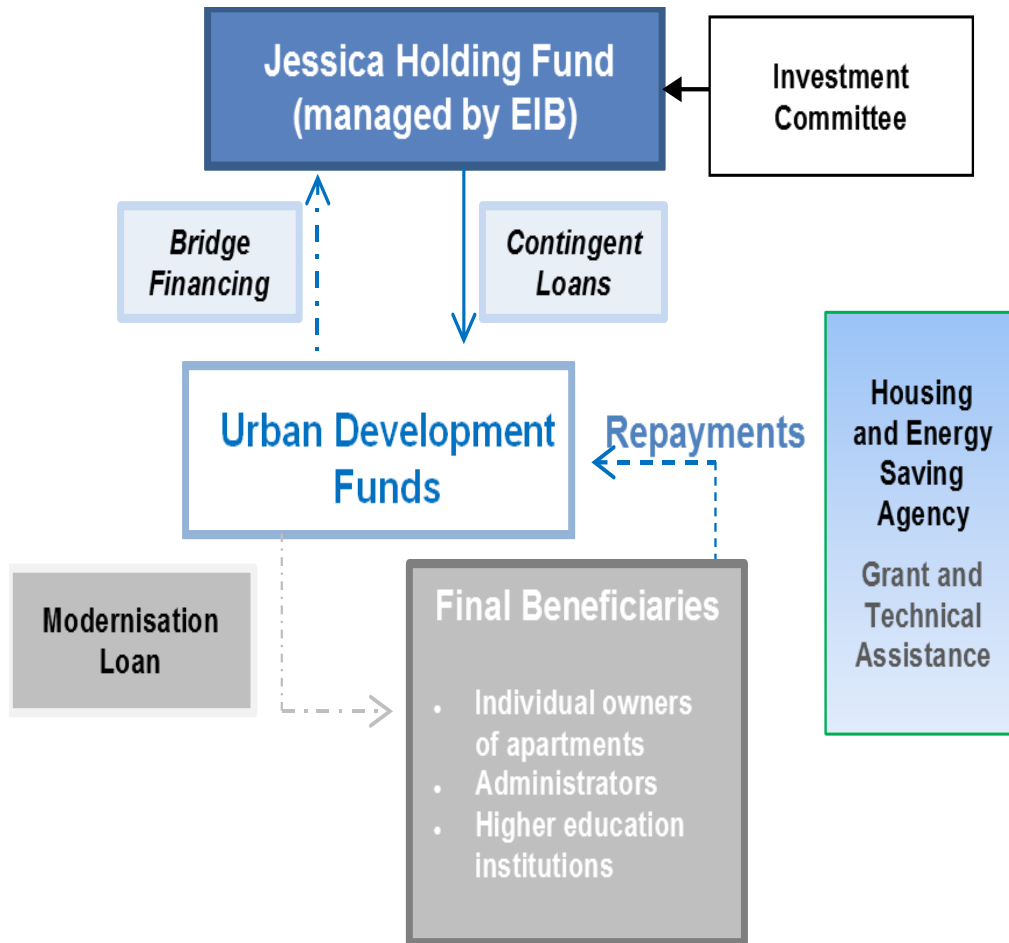 Jessica Holding Fund
(managed by EIB)
Investment
Committee
Bridge
Financing
Contingent
Loans
Urban Development
Funds
Repayments
Housing
and Energy
Saving
Agency
Grant and
Technical
Assistance
Modernisation
Loan
Final Beneficiaries
• Individual owners
of apartments
• Administrators
• Higher education
institutions